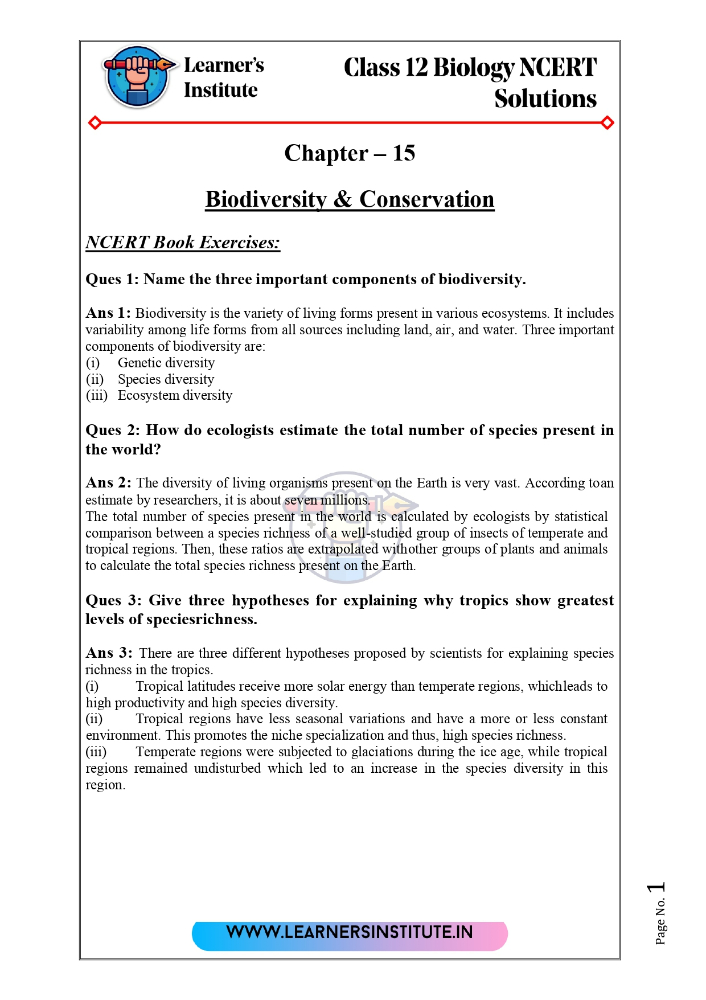 Learner's
Institute
Class 12 Biology NCERT
Solutions
Chapter – 15
Biodiversity & Conservation
NCERT Book Exercises:
Ques 1: Name the three important components of biodiversity.
Ans 1: Biodiversity is the variety of living forms present in various ecosystems. It includes
variability among life forms from all sources including land, air, and water. Three important
components of biodiversity are:
(i) Genetic diversity
(ii) Species diversity
(iii) Ecosystem diversity
Ques 2: How do ecologists estimate the total number of species present in
the world?
Ans 2: The diversity of living organisms present on the Earth is very vast. According toan
estimate by researchers, it is about seven millions.
The total number of species present in the world is calculated by ecologists by statistical
comparison between a species richness of a well-studied group of insects of temperate and
tropical regions. Then, these ratios are extrapolated withother groups of plants and animals
to calculate the total species richness present on the Earth.
Ques 3: Give three hypotheses for explaining why tropics show greatest
levels of speciesrichness.
Ans 3: There are three different hypotheses proposed by scientists for explaining species
richness in the tropics.
(i) Tropical latitudes receive more solar energy than temperate regions, whichleads to
high productivity and high species diversity.
(ii) Tropical regions have less seasonal variations and have a more or less constant
environment. This promotes the niche specialization and thus, high species richness.
(iii) Temperate regions were subjected to glaciations during the ice age, while tropical
regions remained undisturbed which led to an increase in the species diversity in this
region.
WWW.LEARNERSINSTITUTE.IN
Page No. 1